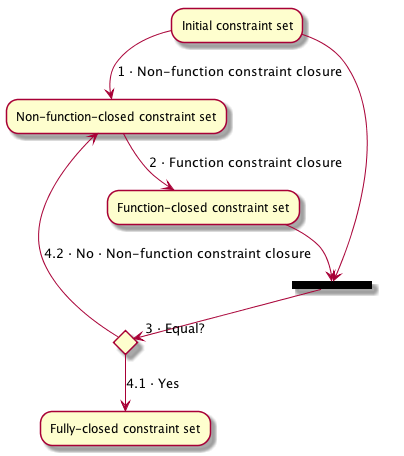 Initial constraint set
1 · Non-function constraint closure
Non-function-closed constraint set
2 · Function constraint closure
Function-closed constraint set
4.2 · No · Non-function constraint closure
3 · Equal?
4.1 · Yes
Fully-closed constraint set